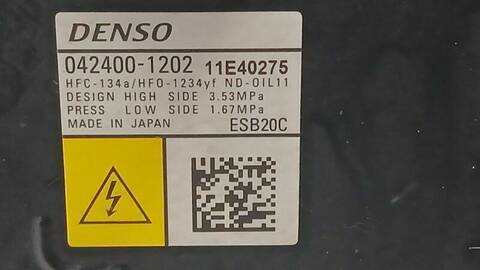 DENSO
042400-1202 11E40275
HFC-134a/HFO-1234yf ND-OIL11
DESIGN HIGH SIDE 3.53MPa
PRESS LOW SIDE 1.67MPa
MADE IN JAPAN ESB20C